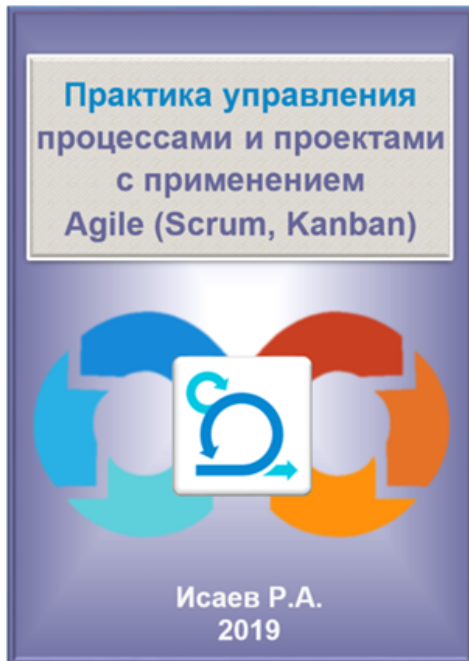 Практика управления
процессами и проектами
с применением
Agile (Scrum, Kanban)
Исаев Р.А.
2019